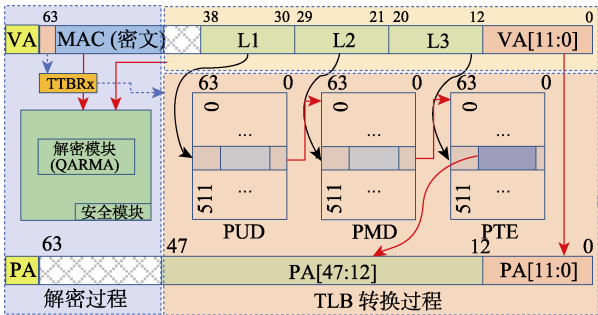 63 38 30 29 21 20 12 0
VA MAC (密文) L1 L2 L3 VA[11:0]
TTBRx
63 0 63 0 63 0
0 0 0
... ... ...
解密模块
(QARMA)
511 ... 511 ... 511 ...
安全模块
PUD PMD PTE
63 47 12 0
PA PA[47:12] PA[11:0]
解密过程 TLB 转换过程